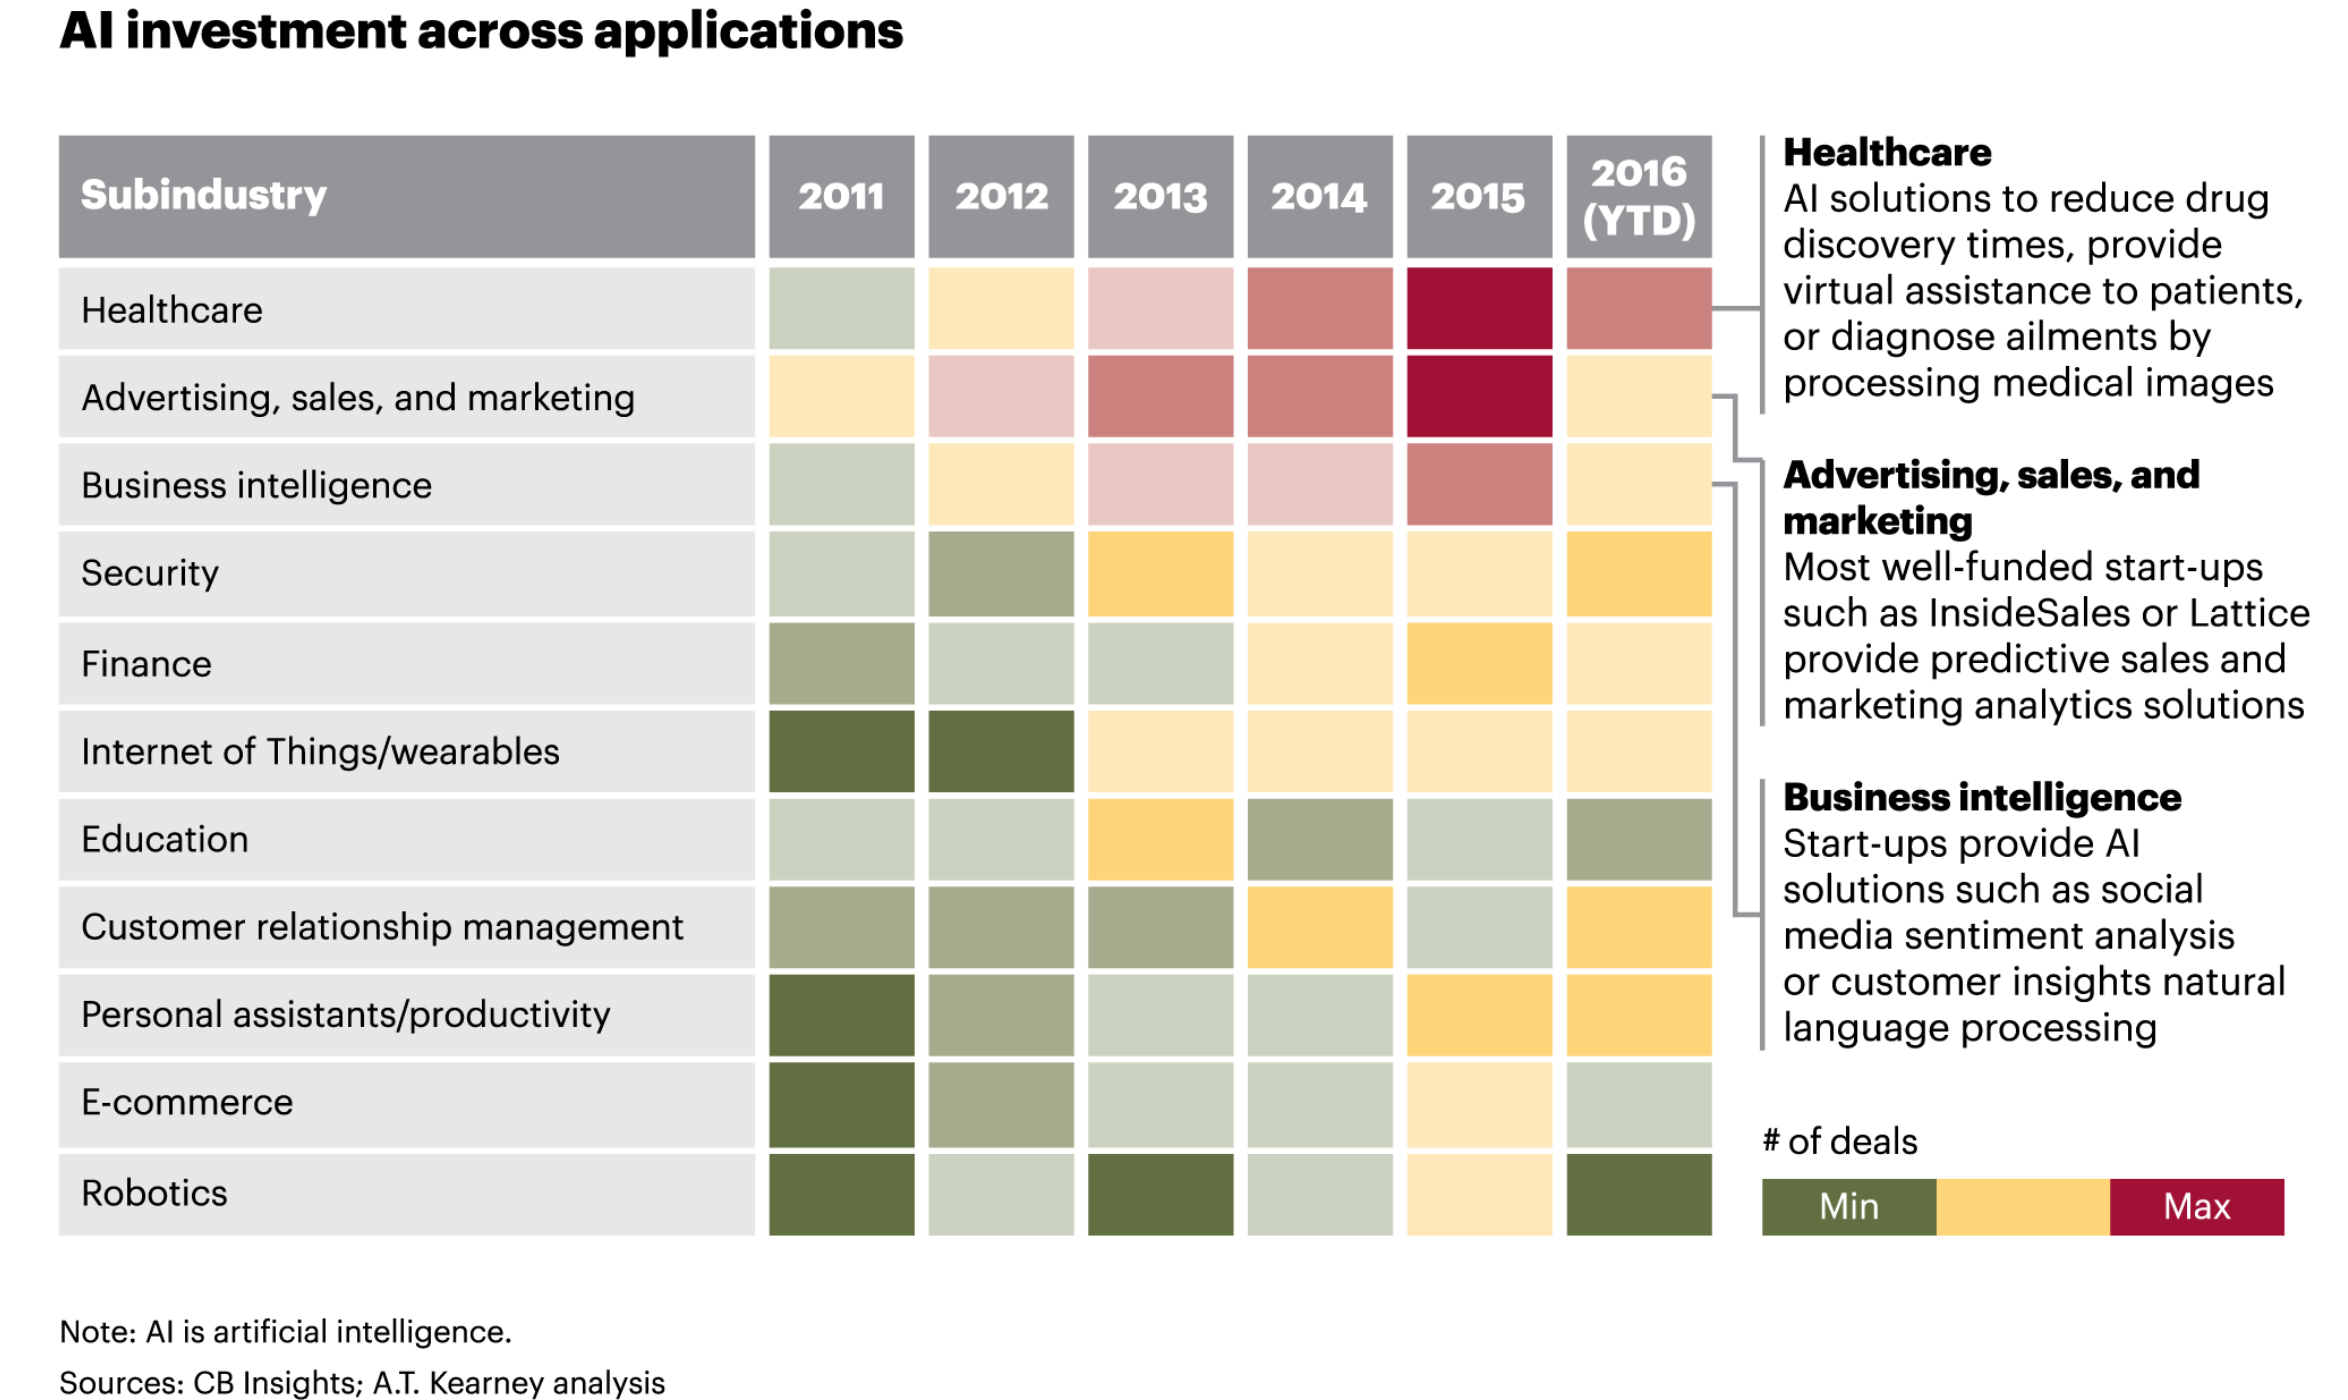 AI investment across applications
Subindustry
2011
2012
2013
2014
2015
2016
(YTD)
Healthcare
Advertising, sales, and marketing
Business intelligence
Security
Finance
Internet of Things/wearables
Education
Customer relationship management
Personal assistants/productivity
E-commerce
Robotics
Healthcare
AI solutions to reduce drug
discovery times, provide
virtual assistance to patients,
or diagnose ailments by
processing medical images
Advertising, sales, and
marketing
Most well-funded start-ups
such as InsideSales or Lattice
provide predictive sales and
marketing analytics solutions
Business intelligence
Start-ups provide AI
solutions such as social
media sentiment analysis
or customer insights natural
language processing
# of deals
Min
Max
Note: AI is artificial intelligence.
Sources: CB Insights; A.T. Kearney analysis